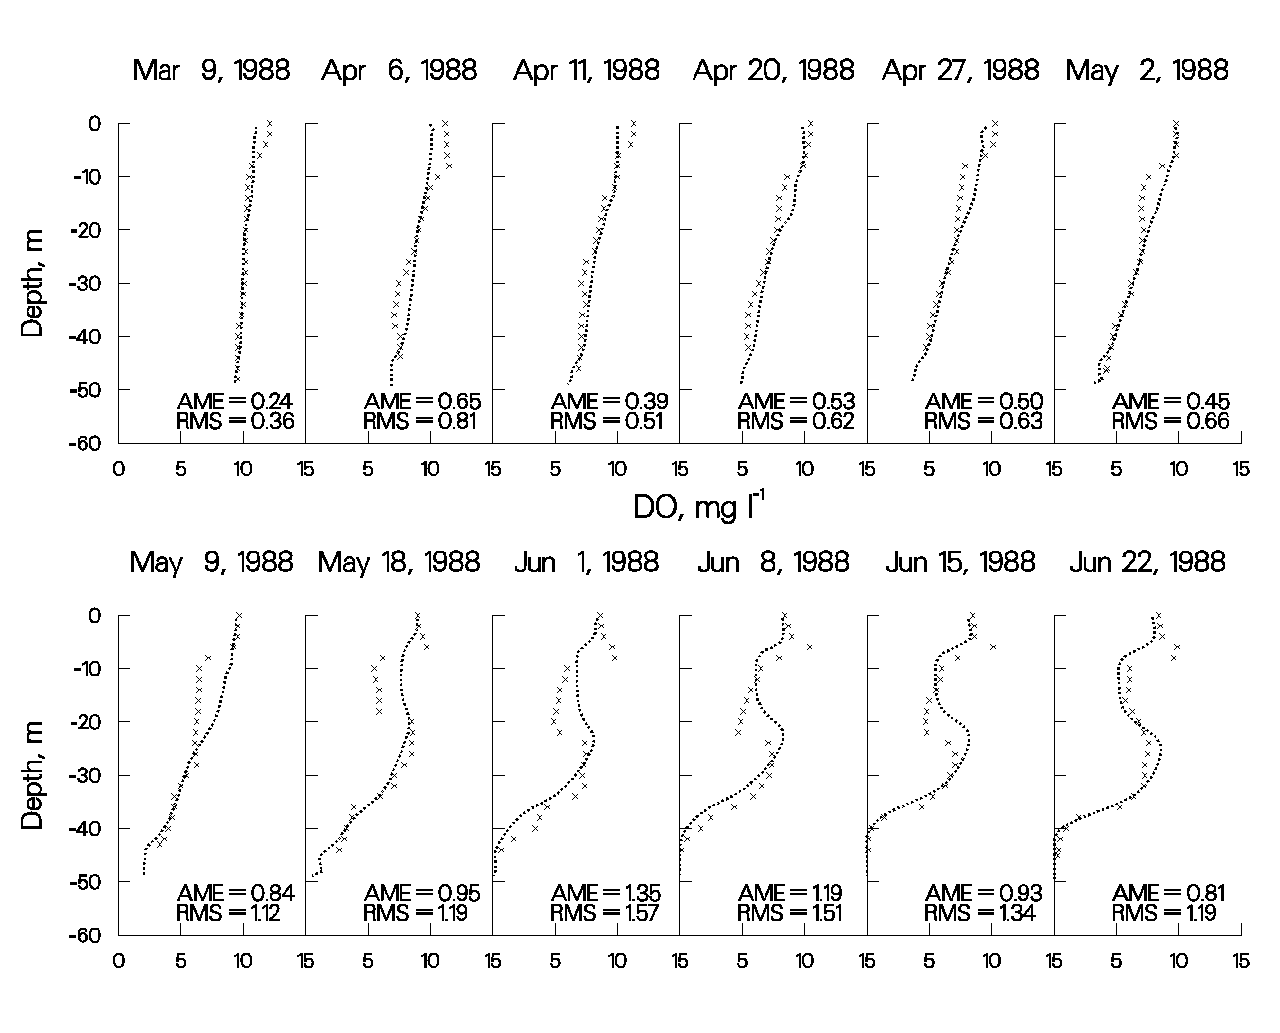 Mar 9, 1988 Apr 6, 1988 Apr 11, 1988 Apr 20, 1988 Apr 27, 1988 May 2, 1988
0
-10
-20
Depth, m
-30
-40
-50
AME = 0.24 AME = 0.65 AME = 0.39 AME = 0.53 AME = 0.50 AME = 0.45
RMS = 0.36 RMS = 0.81 RMS = 0.51 RMS = 0.62 RMS = 0.63 RMS = 0.66
-60
0 5 10 15 5 10 15 5 10 15 5 10 15 5 10 15 5 10 15
DO, mg l⁻¹
May 9, 1988 May 18, 1988 Jun 1, 1988 Jun 8, 1988 Jun 15, 1988 Jun 22, 1988
0
-10
-20
Depth, m
-30
-40
-50
AME = 0.84 AME = 0.95 AME = 1.35 AME = 1.19 AME = 0.93 AME = 0.81
RMS = 1.12 RMS = 1.19 RMS = 1.57 RMS = 1.51 RMS = 1.34 RMS = 1.19
-60
0 5 10 15 5 10 15 5 10 15 5 10 15 5 10 15 5 10 15